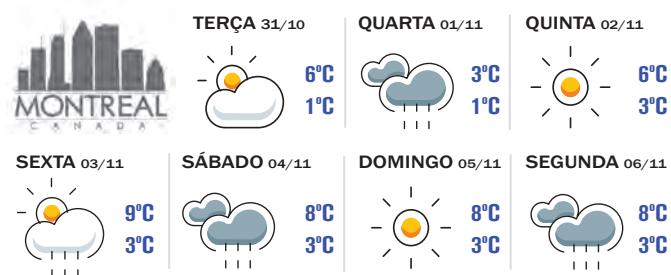 MONTREAL
CANADA
TERÇA 31/10
6ºC
1ºC
QUARTA 01/11
3ºC
1ºC
QUINTA 02/11
6ºC
3ºC
SEXTA 03/11
9ºC
3ºC
SÁBADO 04/11
8ºC
3ºC
DOMINGO 05/11
8ºC
3ºC
SEGUNDA 06/11
8ºC
3ºC